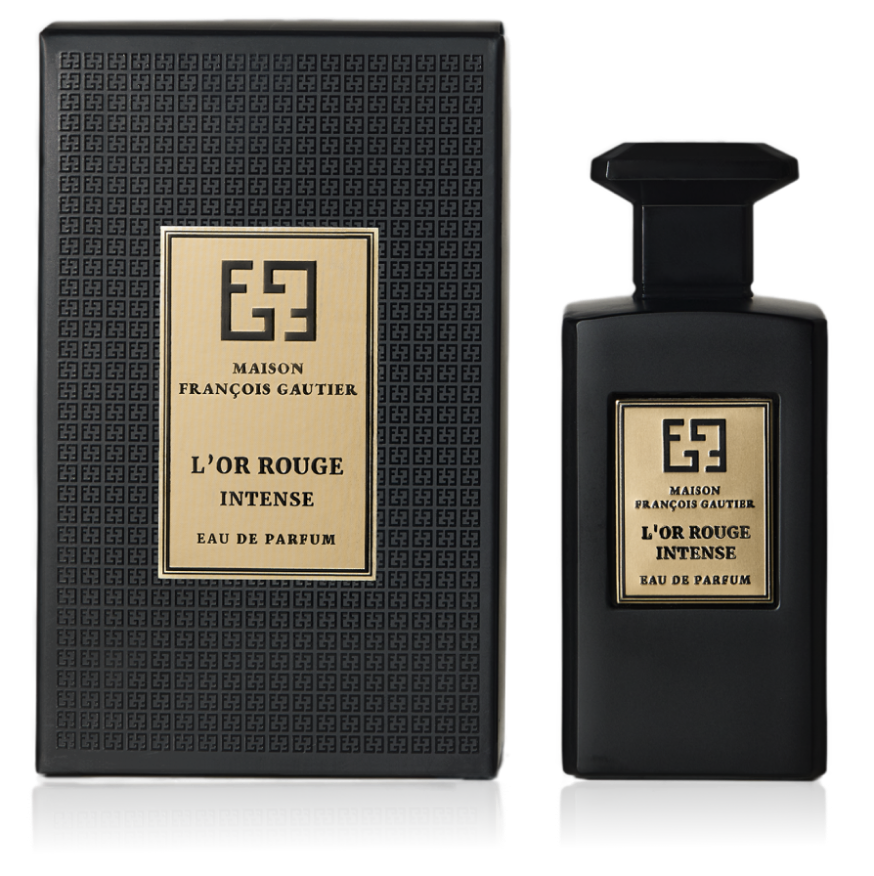 MAISON
FRANÇOIS GAUTIER
L’OR ROUGE
INTENSE
EAU DE PARFUM
MAISON
FRANÇOIS GAUTIER
L'OR ROUGE
INTENSE
EAU DE PARFUM